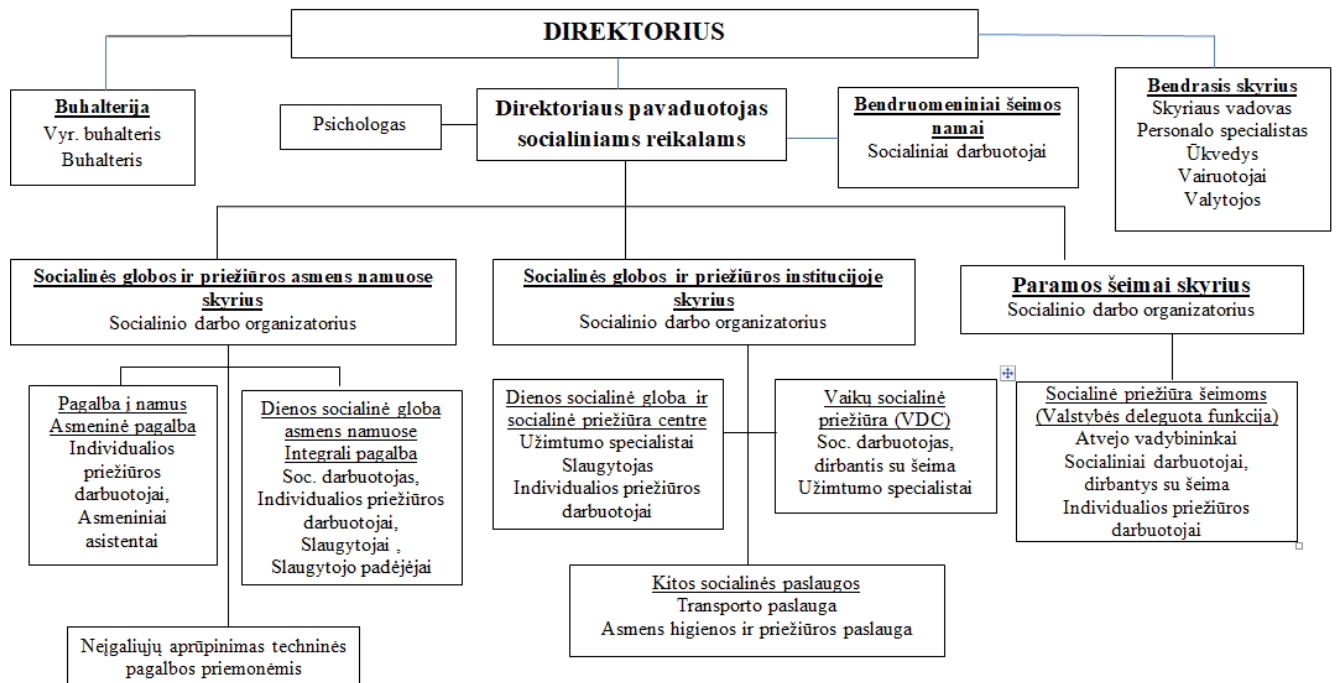 DIREKTORIUS
Buhalterija
Vyr. buhalteris
Buhalteris
Psichologas
Direktoriaus pavaduotojas
socialiniams reikalams
Bendruomeniniai šeimos
namai
Socialiniai darbuotojai
Bendrasis skyrius
Skyriaus vadovas
Personalo specialistas
Ūkvedys
Vairuotojai
Valytojos
Socialinės globos ir priežiūros asmens namuose
skyrius
Socialinio darbo organizatorius
Socialinės globos ir priežiūros institucijoje
skyrius
Socialinio darbo organizatorius
Paramos šeimai skyrius
Socialinio darbo organizatorius
Pagalba į namus
Asmeninė pagalba
Individualios
priežiūros
darbuotojai,
Asmeniniai
asistentai
Dienos socialinė globa
asmens namuose
Integrali pagalba
Soc. darbuotojas,
Individualios priežiūros
darbuotojai,
Slaugytojai ,
Slaugytojo padėjėjai
Dienos socialinė globa ir
socialinė priežiūra centre
Užimtumo specialistai
Slaugytojas
Individualios priežiūros
darbuotojai
Vaikų socialinė
priežiūra (VDC)
Soc. darbuotojas,
dirbantis su šeima
Užimtumo specialistai
Socialinė priežiūra šeimoms
(Valstybės deleguota funkcija)
Atvejo vadybininkai
Socialiniai darbuotojai,
dirbantys su šeima
Individualios priežiūros
darbuotojai
Kitos socialinės paslaugos
Transporto paslauga
Asmens higienos ir priežiūros paslauga
Neįgaliųjų aprūpinimas techninės
pagalbos priemonėmis